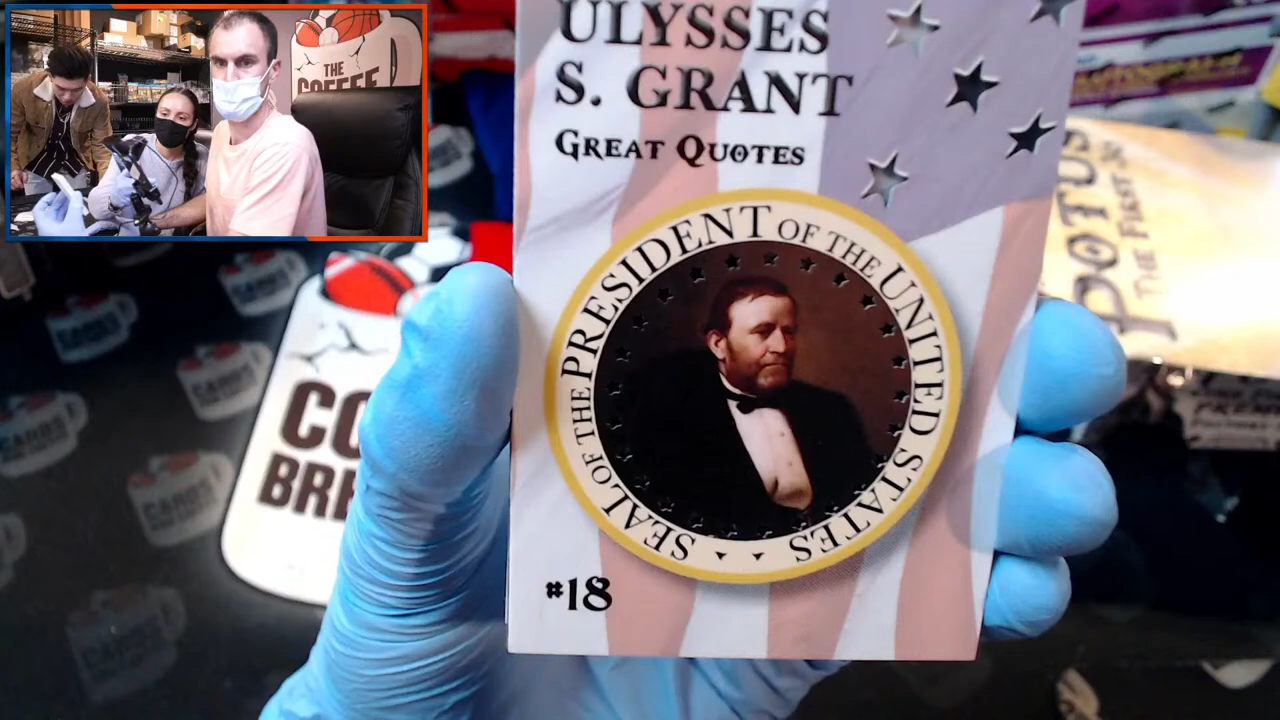 ULYSSES
S. GRANT
GREAT QUOTES
SEAL OF THE PRESIDENT OF THE UNITED STATES
#18
THE
COFFEE
CO
BRE
POTUS
THE FIRST 36